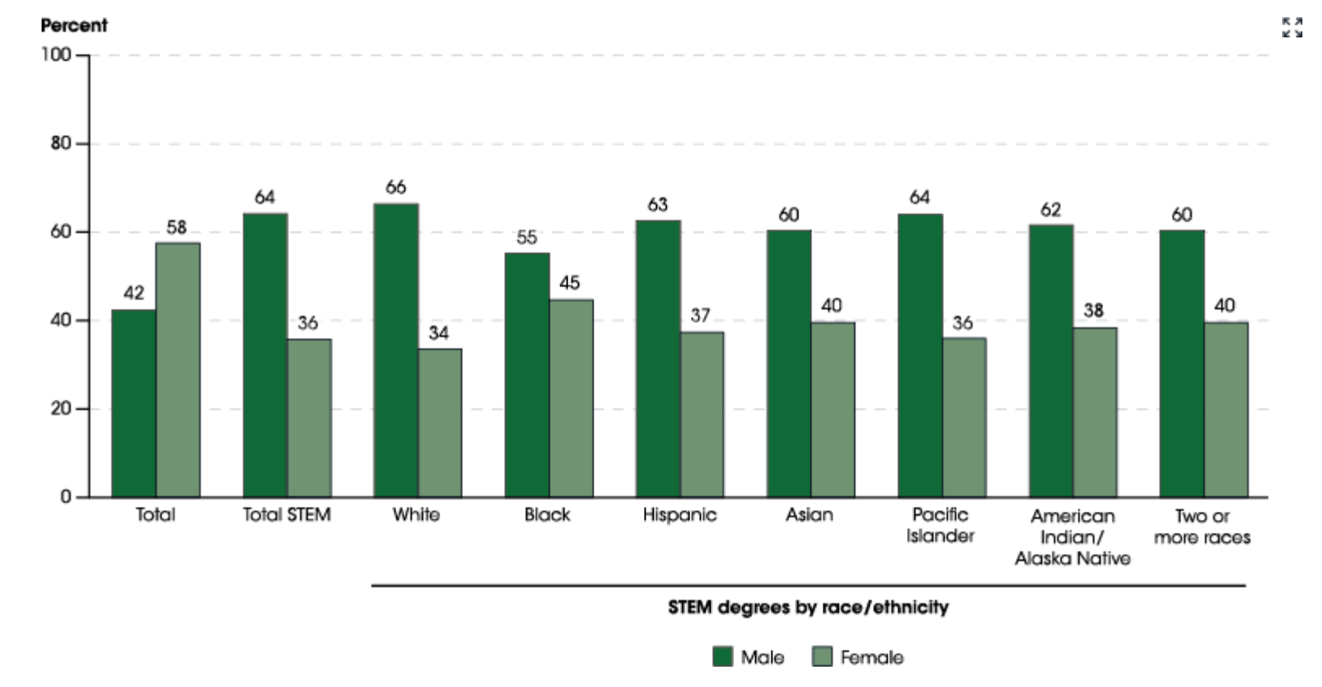 Percent
100
80
60
40
20
0
42
58
64
36
66
34
55
45
63
37
60
40
64
36
62
38
60
40
Total
Total STEM
White
Black
Hispanic
Asian
Pacific
Islander
American
Indian/
Alaska Native
Two or
more races
STEM degrees by race/ethnicity
Male
Female